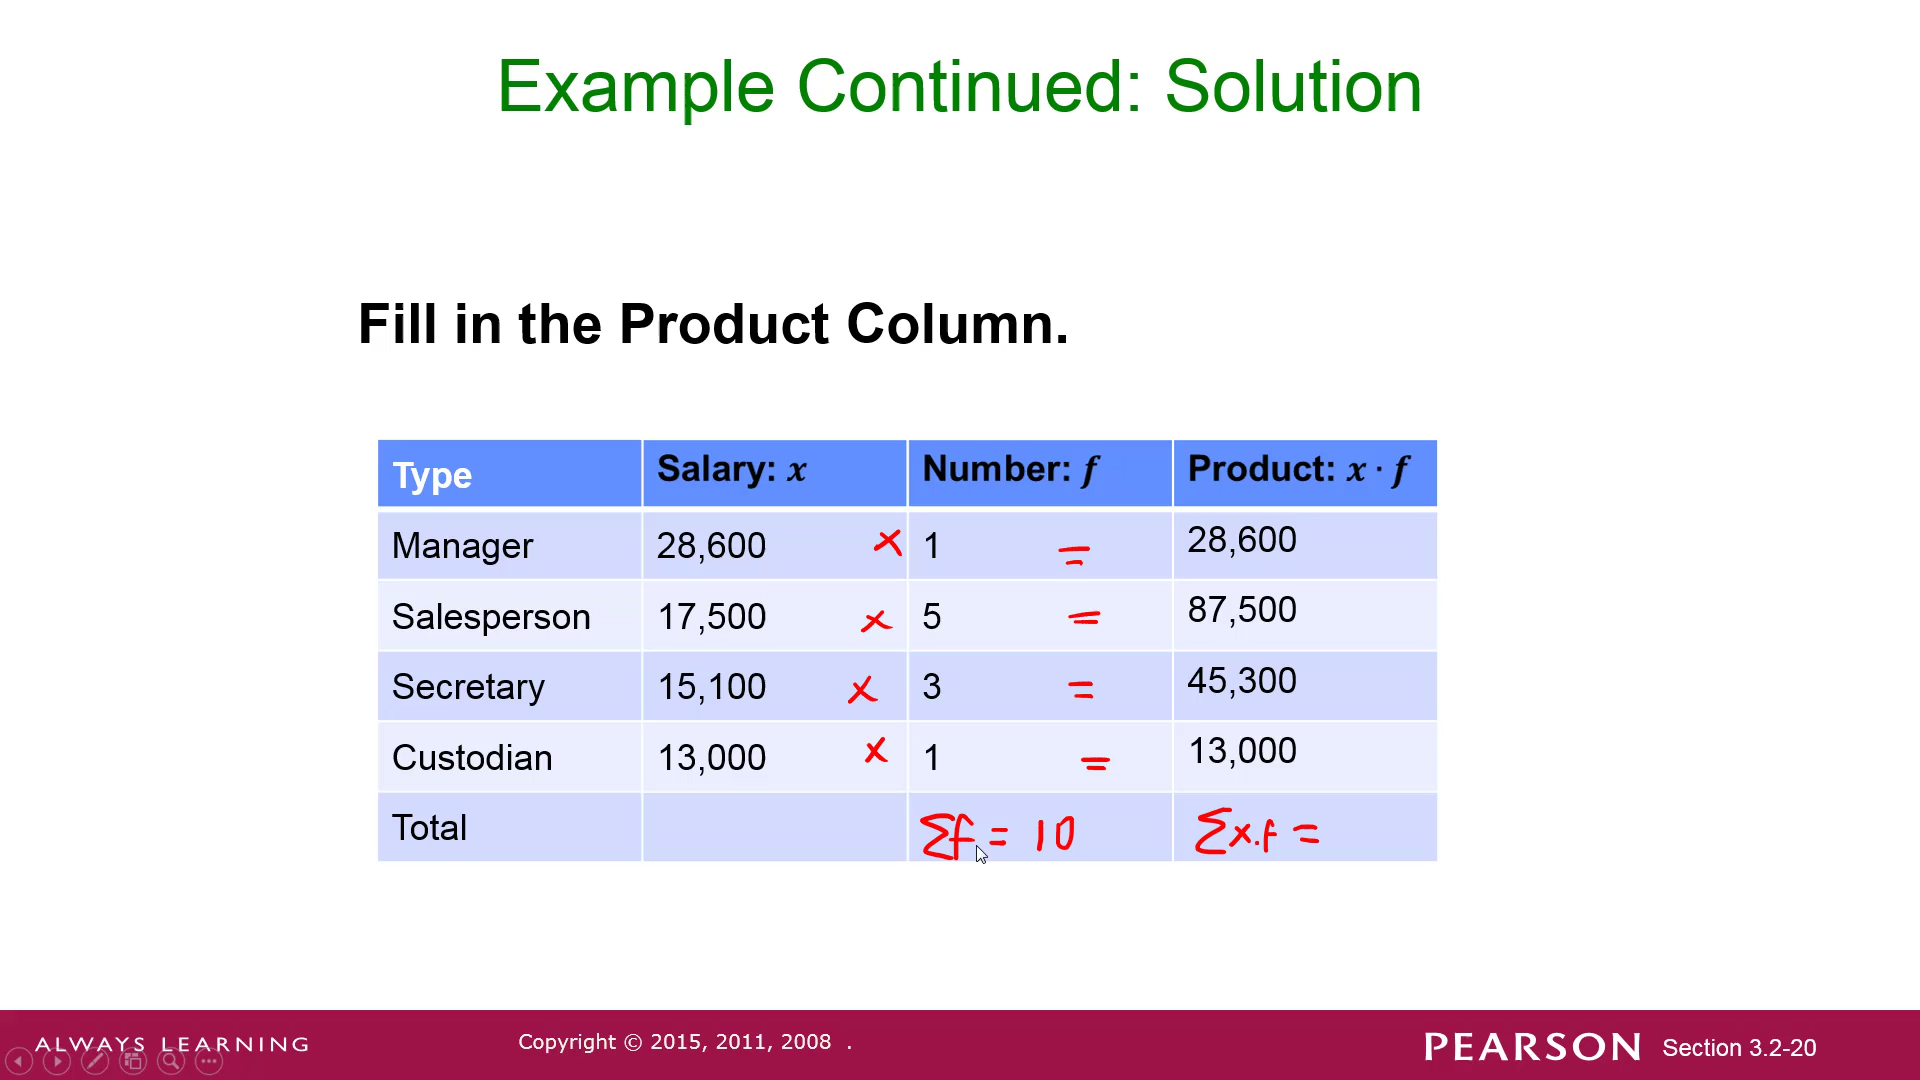 Example Continued: Solution
Fill in the Product Column.
Type Salary: x Number: f Product: x · f
Manager 28,600 × 1 = 28,600
Salesperson 17,500 × 5 = 87,500
Secretary 15,100 × 3 = 45,300
Custodian 13,000 × 1 = 13,000
Total Σf = 10 Σx.f =
ALWAYS LEARNING Copyright © 2015, 2011, 2008 . PEARSON Section 3.2-20